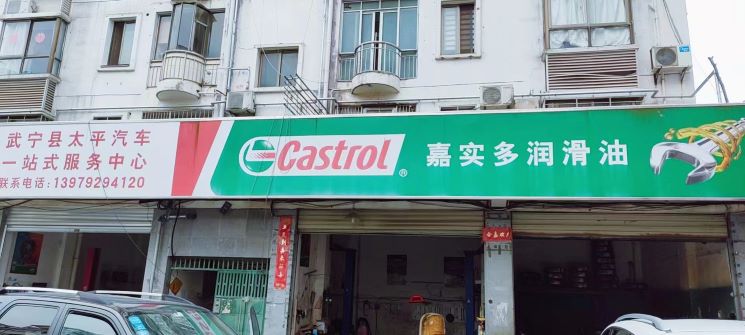 武宁县太平汽车
一站式服务中心
联系电话:13979294120
Castrol®
嘉实多润滑油